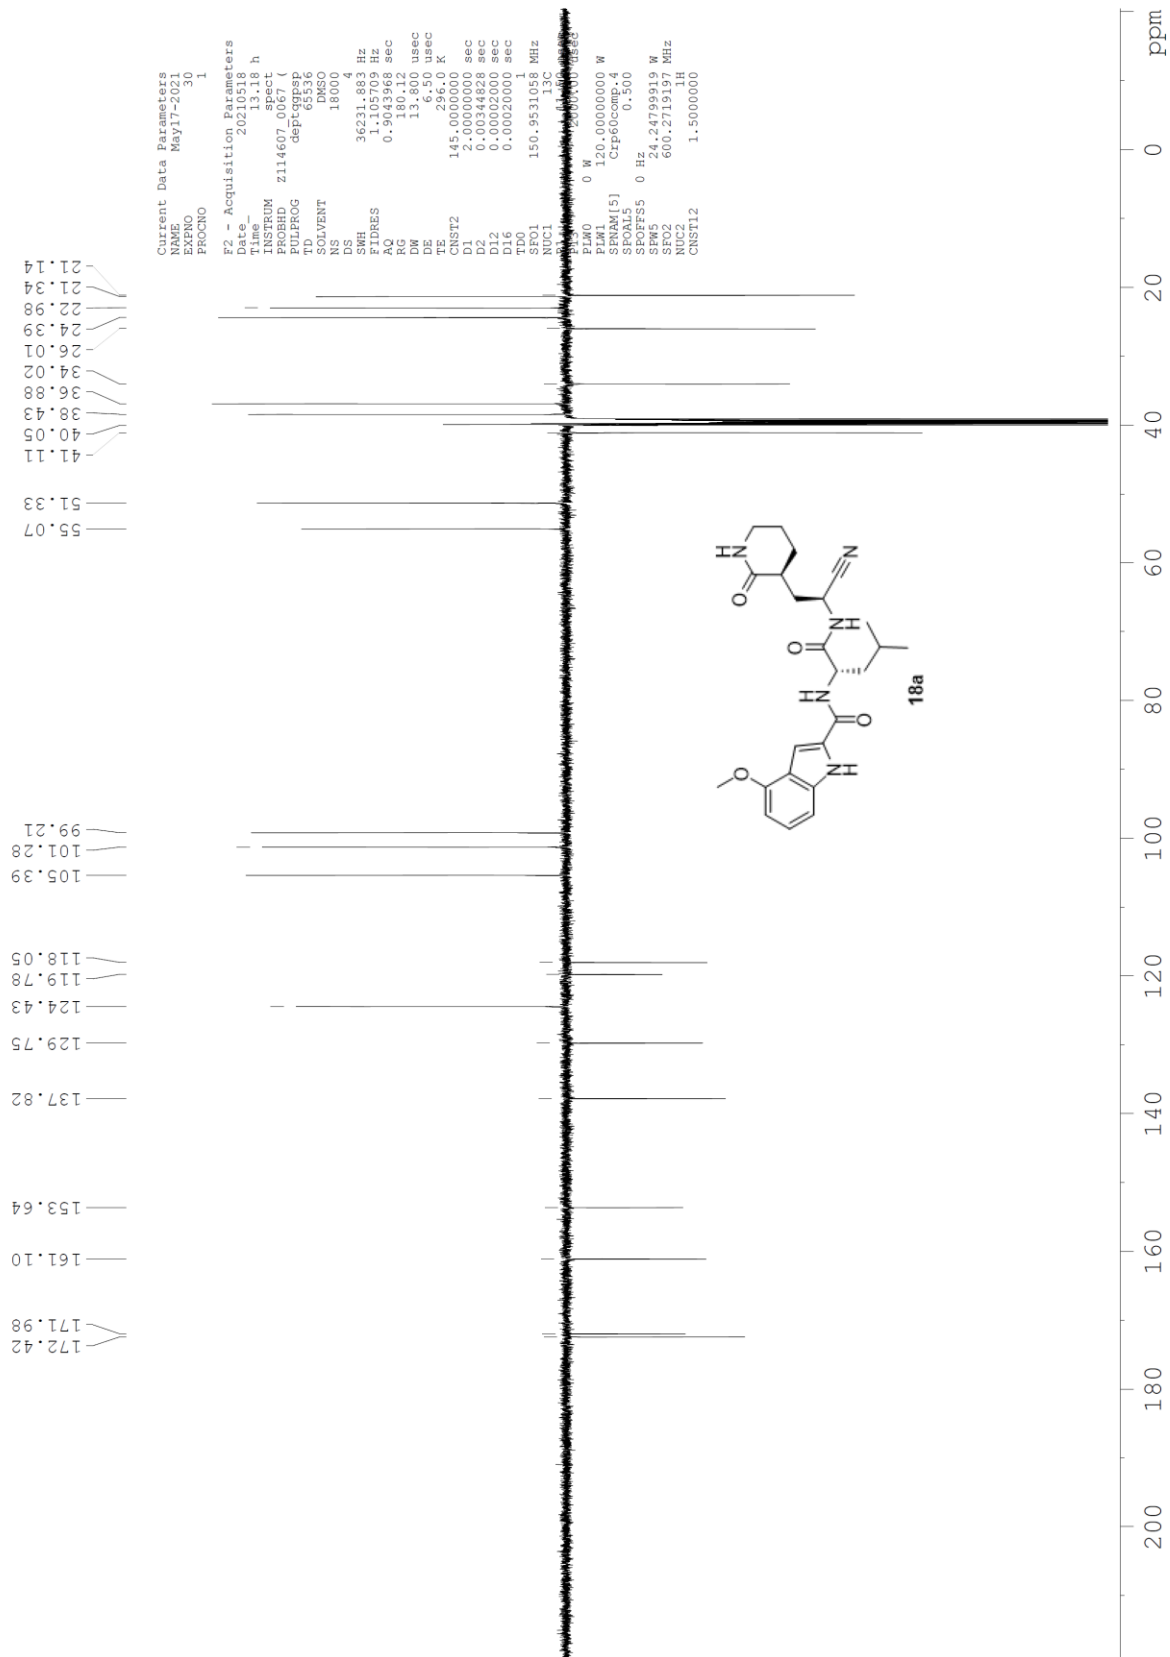 Current Data Parameters
NAME May17-2021
EXPNO 30
PROCNO 1
F2 - Acquisition Parameters
Date_ 20210518
Time 13.18 h
INSTRUM spect
PROBHD Z114607_0067 (
PULPROG deptqgpsp
TD 65536
SOLVENT DMSO
NS 18000
DS 4
SWH 36231.883 Hz
FIDRES 1.105709 Hz
AQ 0.9043968 sec
RG 180.12
DW 13.800 usec
DE 6.50 usec
TE 296.0 K
CNST2 145.0000000
D1 2.00000000 sec
D2 0.00344828 sec
D12 0.00002000 sec
D16 0.00020000 sec
TD0 1
SFO1 150.9531058 MHz
NUC1 13C
PLW0 0 W
PLW1 120.00000000 W
SPNAM[5] Crp60comp.4
SPOAL5 0.500
SPOFFS5 0 Hz
SPW5 24.24799919 W
SFO2 600.2719197 MHz
NUC2 1H
CNST12 1.5000000
172.42
171.98
161.10
153.64
137.82
129.75
124.43
119.78
118.05
105.39
101.28
99.21
55.07
51.33
41.11
40.05
38.43
36.88
34.02
26.01
24.39
22.98
21.34
21.14
O
H
N
O
O
H
N
O
N
H
N
H
N
18a
200 180 160 140 120 100 80 60 40 20 0 ppm